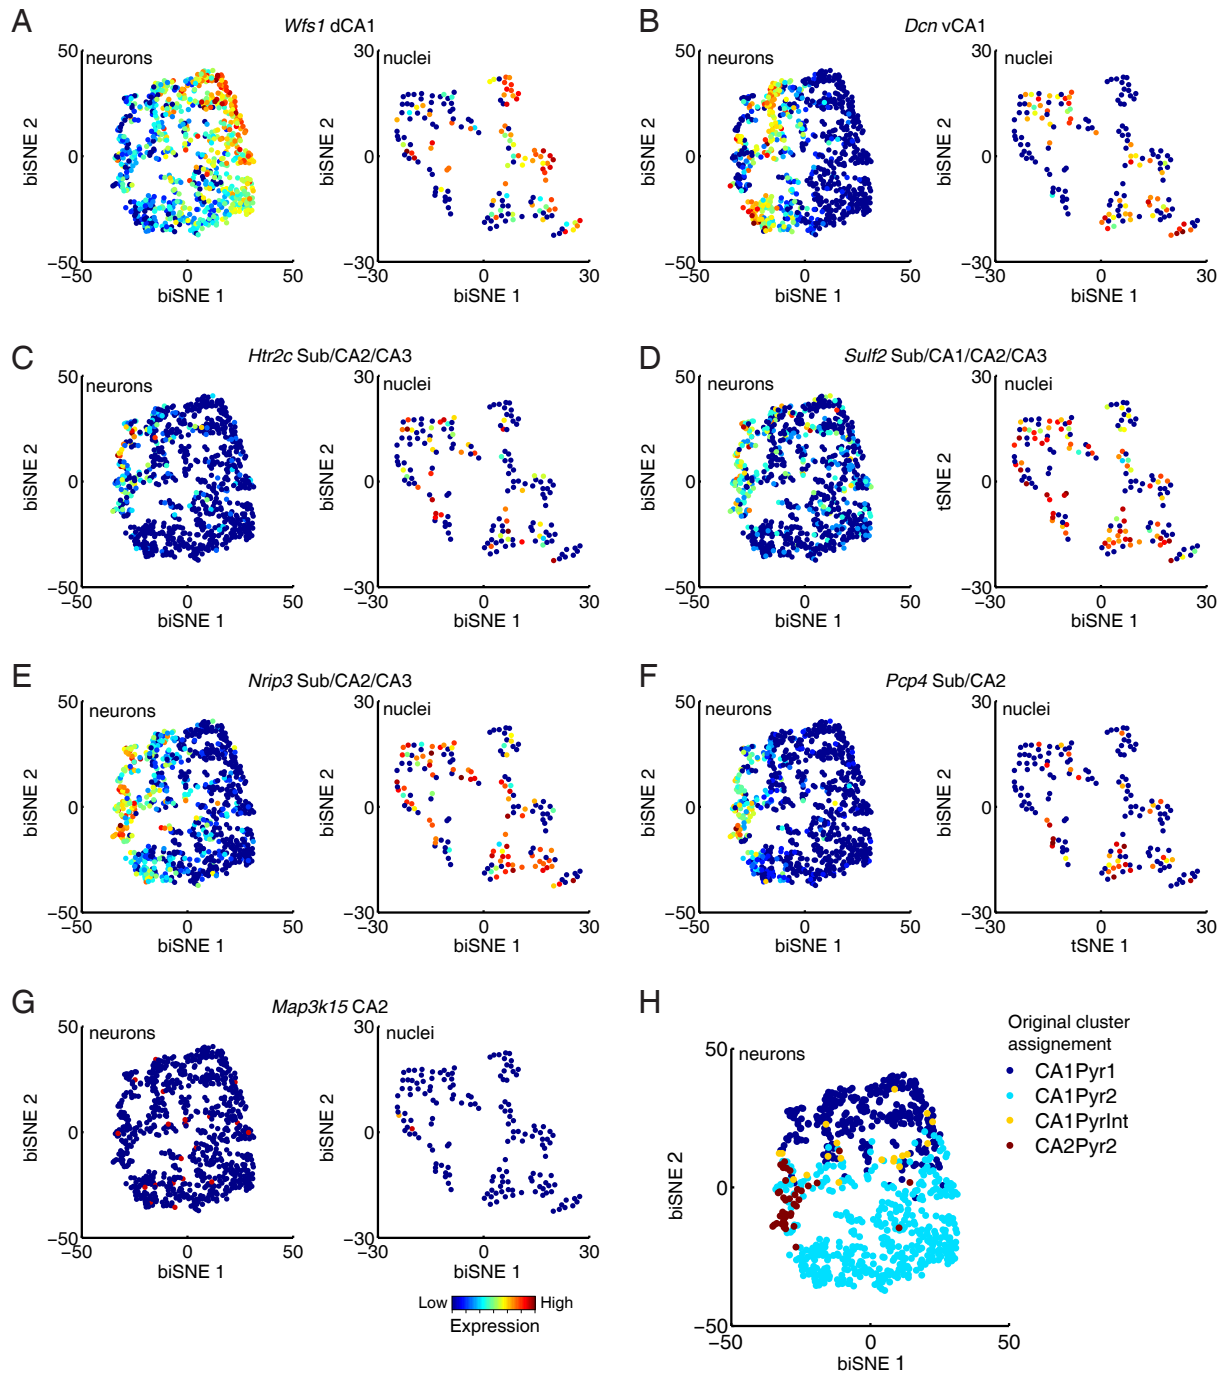 A
Wfs1 dCA1
50
neurons
biSNE 2
0
−50
−50
0
50
biSNE 1
30
nuclei
biSNE 2
0
−30
−30
0
30
biSNE 1
B
Dcn vCA1
50
neurons
biSNE 2
0
−50
−50
0
50
biSNE 1
30
nuclei
biSNE 2
0
−30
−30
0
30
biSNE 1
C
Htr2c Sub/CA2/CA3
50
neurons
biSNE 2
0
−50
−50
0
50
biSNE 1
30
nuclei
biSNE 2
0
−30
−30
0
30
biSNE 1
D
Sulf2 Sub/CA1/CA2/CA3
50
neurons
biSNE 2
0
−50
−50
0
50
biSNE 1
30
nuclei
tSNE 2
0
−30
−30
0
30
biSNE 1
E
Nrip3 Sub/CA2/CA3
50
neurons
biSNE 2
0
−50
−50
0
50
biSNE 1
30
nuclei
biSNE 2
0
−30
−30
0
30
biSNE 1
F
Pcp4 Sub/CA2
50
neurons
biSNE 2
0
−50
−50
0
50
biSNE 1
30
nuclei
biSNE 2
0
−30
−30
0
30
tSNE 1
G
Map3k15 CA2
50
neurons
biSNE 2
0
−50
−50
0
50
biSNE 1
30
nuclei
biSNE 2
0
−30
−30
0
30
biSNE 1
Low
High
Expression
H
50
neurons
biSNE 2
0
−50
−50
0
50
biSNE 1
Original cluster
assignement
CA1Pyr1
CA1Pyr2
CA1PyrInt
CA2Pyr2